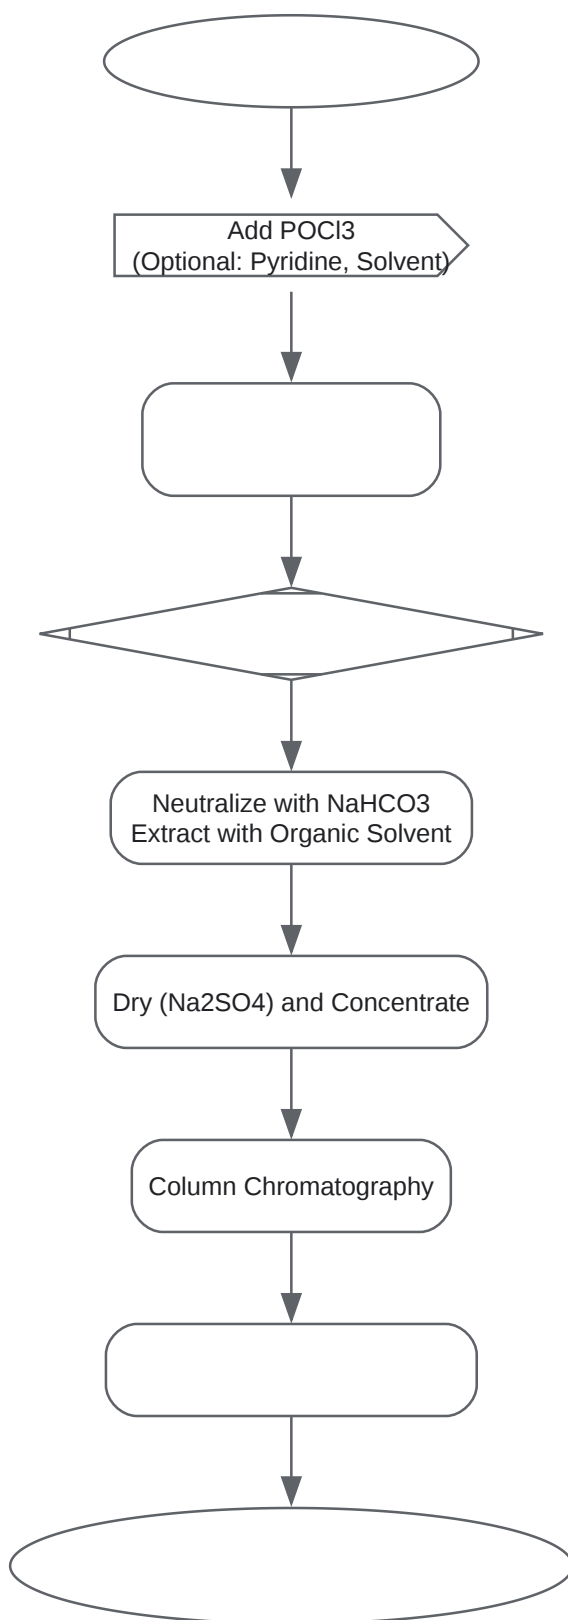 Add POCl3
(Optional: Pyridine, Solvent)
Neutralize with NaHCO3
Extract with Organic Solvent
Dry (Na2SO4) and Concentrate
Column Chromatography